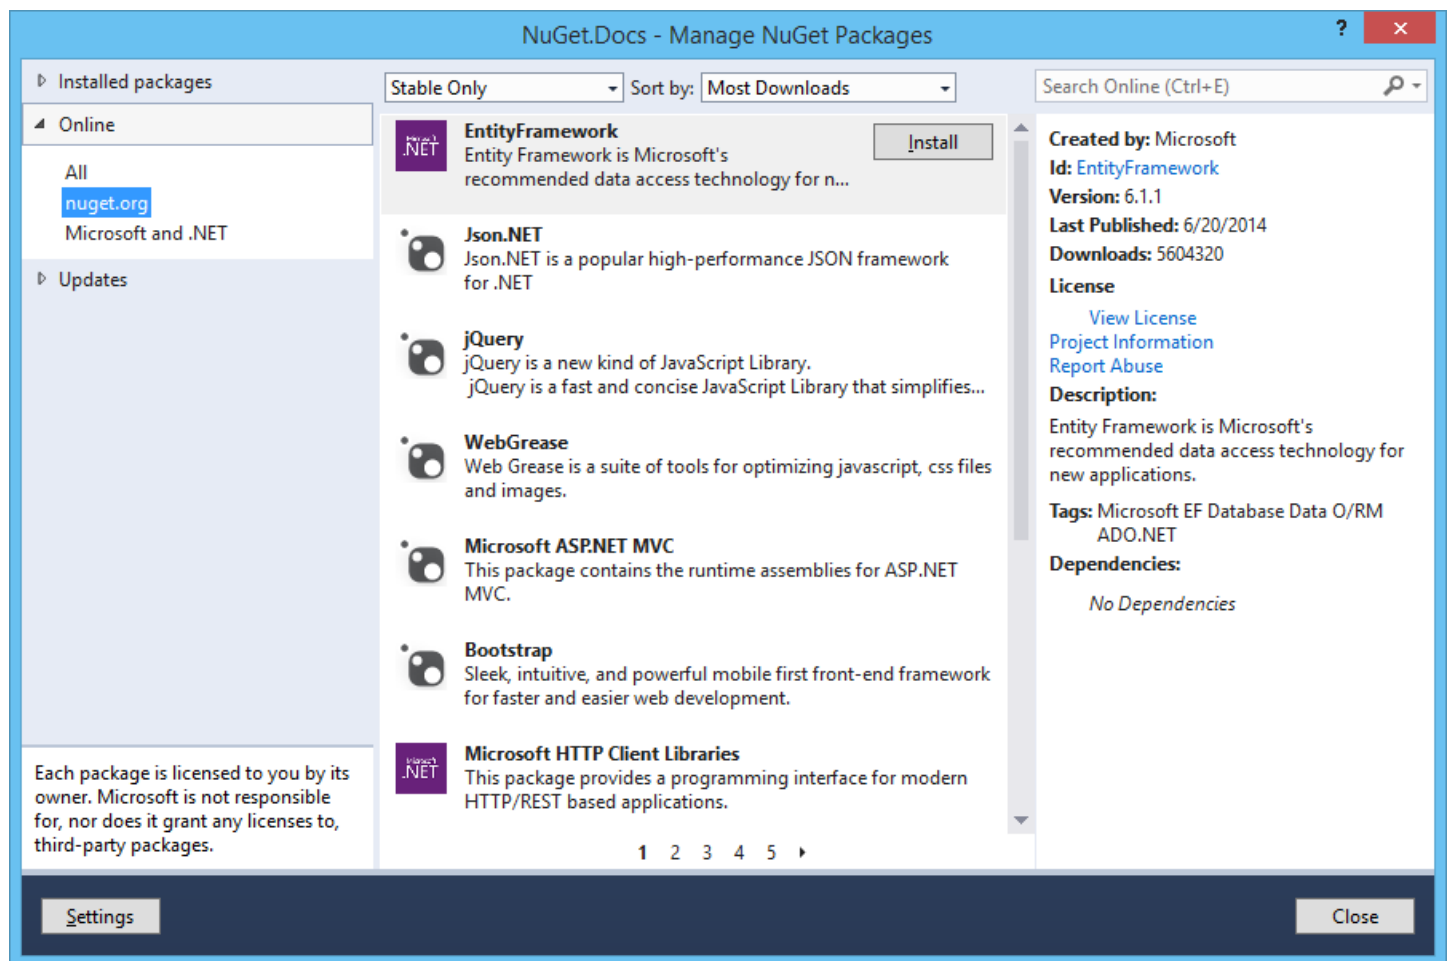 NuGet.Docs - Manage NuGet Packages
?
Installed packages
Online
All
nuget.org
Microsoft and .NET
Updates
Each package is licensed to you by its
owner. Microsoft is not responsible
for, nor does it grant any licenses to,
third-party packages.
Stable Only
Sort by: Most Downloads
Microsoft
.NET
EntityFramework
Install
Entity Framework is Microsoft's
recommended data access technology for n...
Json.NET
Json.NET is a popular high-performance JSON framework
for .NET
jQuery
jQuery is a new kind of JavaScript Library.
jQuery is a fast and concise JavaScript Library that simplifies...
WebGrease
Web Grease is a suite of tools for optimizing javascript, css files
and images.
Microsoft ASP.NET MVC
This package contains the runtime assemblies for ASP.NET
MVC.
Bootstrap
Sleek, intuitive, and powerful mobile first front-end framework
for faster and easier web development.
Microsoft
.NET
Microsoft HTTP Client Libraries
This package provides a programming interface for modern
HTTP/REST based applications.
1 2 3 4 5
Search Online (Ctrl+E)
Created by: Microsoft
Id: EntityFramework
Version: 6.1.1
Last Published: 6/20/2014
Downloads: 5604320
License
View License
Project Information
Report Abuse
Description:
Entity Framework is Microsoft's
recommended data access technology for
new applications.
Tags: Microsoft EF Database Data O/RM
ADO.NET
Dependencies:
No Dependencies
Settings
Close